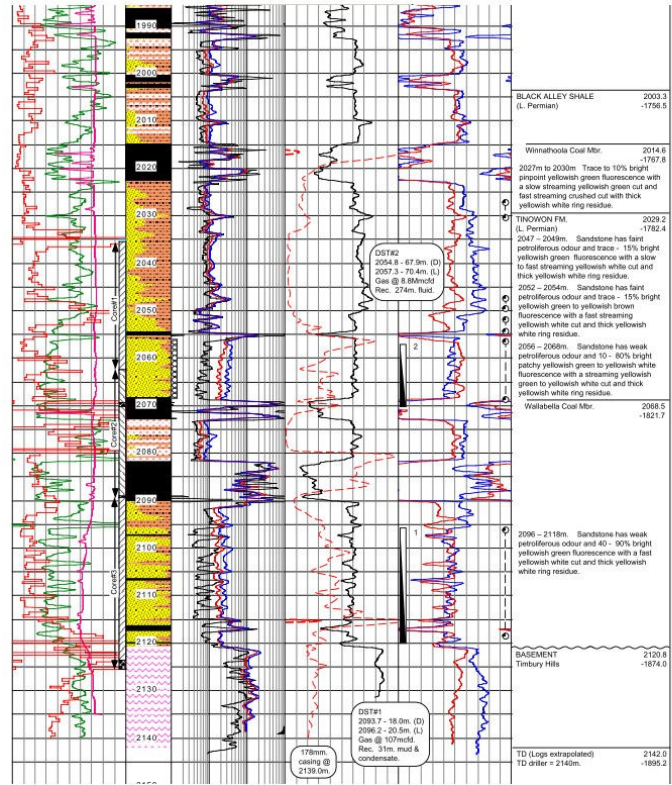 1990
2000
2010
2020
2030
2040
2050
2060
2070
2080
2090
2100
2110
2120
2130
2140
Core#1
Core#2
Core#3
DST#2
2054.8 - 67.9m. (D)
2057.3 - 70.4m. (L)
Gas @ 8.8Mmcfd
Rec. 274m. fluid.
2
1
DST#1
2093.7 - 18.0m. (D)
2096.2 - 20.5m. (L)
Gas @ 107mcfd.
Rec. 31m. mud &
condensate.
178mm.
casing @
2139.0m.
BLACK ALLEY SHALE 2003.3
(L. Permian) -1756.5
Winnathoola Coal Mbr. 2014.6
-1767.8
2027m to 2030m Trace to 10% bright
pinpoint yellowish green fluorescence with
a slow streaming yellowish green cut and
fast streaming crushed cut with thick
yellowish white ring residue.
TINOWON FM. 2029.2
(L. Permian) -1782.4
2047 – 2049m. Sandstone has faint
petroliferous odour and trace - 15% bright
yellowish green fluorescence with a slow
to fast streaming yellowish white cut and
thick yellowish white ring residue.
2052 – 2054m. Sandstone has faint
petroliferous odour and trace - 15% bright
yellowish green to yellowish brown
fluorescence with a fast streaming
yellowish white cut and thick yellowish
white ring residue.
2056 – 2068m. Sandstone has weak
petroliferous odour and 10 - 80% bright
patchy yellowish green to yellowish white
fluorescence with a streaming yellowish
green to yellowish white cut and thick
yellowish white ring residue.
Wallabella Coal Mbr. 2068.5
-1821.7
2096 – 2118m. Sandstone has weak
petroliferous odour and 40 - 90% bright
yellowish green fluorescence with a fast
yellowish white cut and thick yellowish
white ring residue.
BASEMENT 2120.8
Timbury Hills -1874.0
TD (Logs extrapolated) 2142.0
TD driller = 2140m. -1895.2